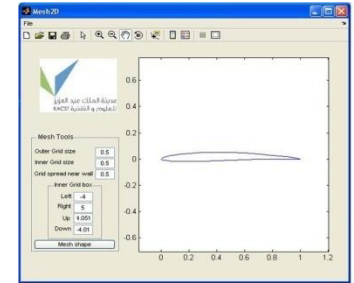 Mesh2D
File
مدينة الملك عبد العزيز
للعلوم و التقنية KACST
Mesh Tools
Outer Grid size 0.5
Inner Grid size 0.5
Grid spread near wall 0.5
Inner Grid box
Left -4
Right 5
Up 4.051
Down -4.01
Mesh shape
0.6
0.4
0.2
0
-0.2
-0.4
-0.6
0 0.2 0.4 0.6 0.8 1 1.2